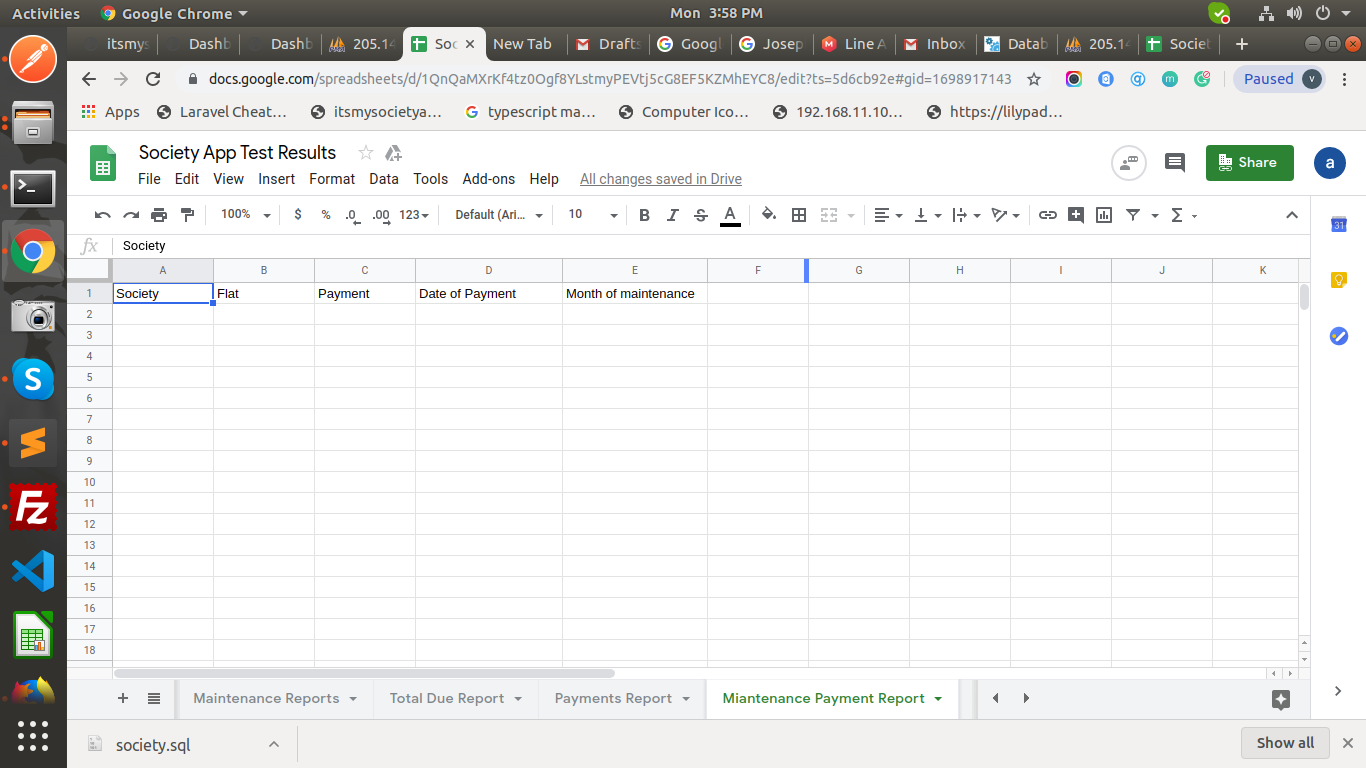 Activities Google Chrome Mon 3:58 PM
itsmys Dashb Dashb 205.14 Soc New Tab Drafts Googl Josep Line A Inbox Datab 205.14 Societ
docs.google.com/spreadsheets/d/1QnQaMXrKf4tz0Ogf8YLstmyPEVtj5cG8EF5KZMhEYC8/edit?ts=5d6cb92e#gid=1698917143 Paused v
Apps Laravel Cheat... itsmysocietya... typescript ma... Computer Ico... 192.168.11.10... https://lilypad...
Society App Test Results
Share
a
File Edit View Insert Format Data Tools Add-ons Help All changes saved in Drive
100% $ % .0 .00 123 Default (Ari... 10 B I S A Σ
31
fx Society
A B C D E F G H I J K
1 Society Flat Payment Date of Payment Month of maintenance
2
3
4
5
6
7
8
9
10
11
12
13
14
15
16
17
18
Maintenance Reports Total Due Report Payments Report Miantenance Payment Report
society.sql Show all